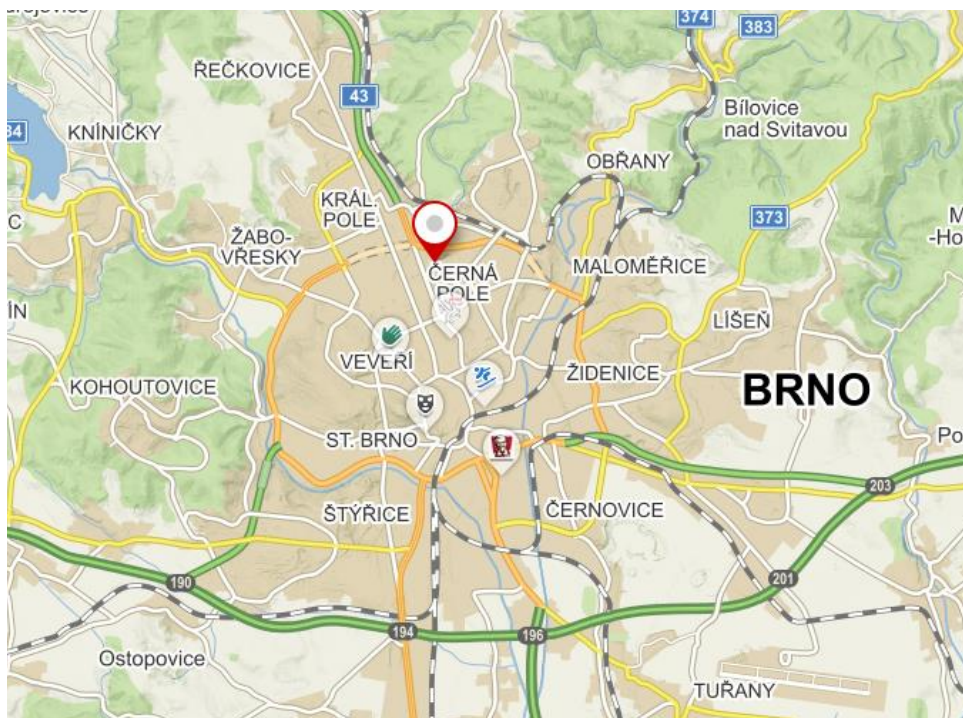 374
383
ŘEČKOVICE
43
Bílovice
nad Svitavou
KNÍNIČKY
OBŘANY
KRÁL.
POLE
373
ŽABO-
VŘESKY
ČERNÁ
POLE
MALOMĚŘICE
LÍŠEŇ
VEVEŘÍ
ŽIDENICE
BRNO
KOHOUTOVICE
ST. BRNO
203
ŠTÝŘICE
ČERNOVICE
190
201
194
196
Ostopovice
TUŘANY